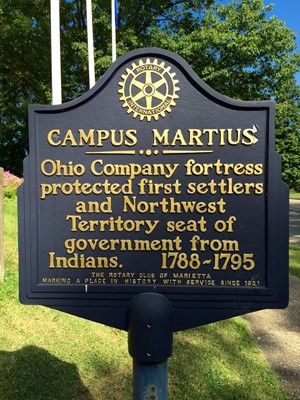 ROTARY
INTERNATIONAL
CAMPUS MARTIUS
Ohio Company fortress
protected first settlers
and Northwest
Territory seat of
government from
Indians. 1788-1795
THE ROTARY CLUB OF MARIETTA
MARKING A PLACE IN HISTORY WITH SERVICE SINCE 1921